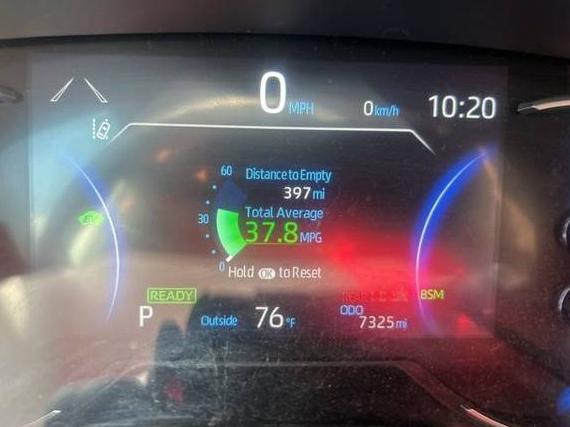 0 MPH 0 km/h 10:20
60 Distance to Empty
397 mi
30 Total Average
37.8 MPG
0 Hold OK to Reset
READY BSM
P Outside 76 °F ODO
7325 mi